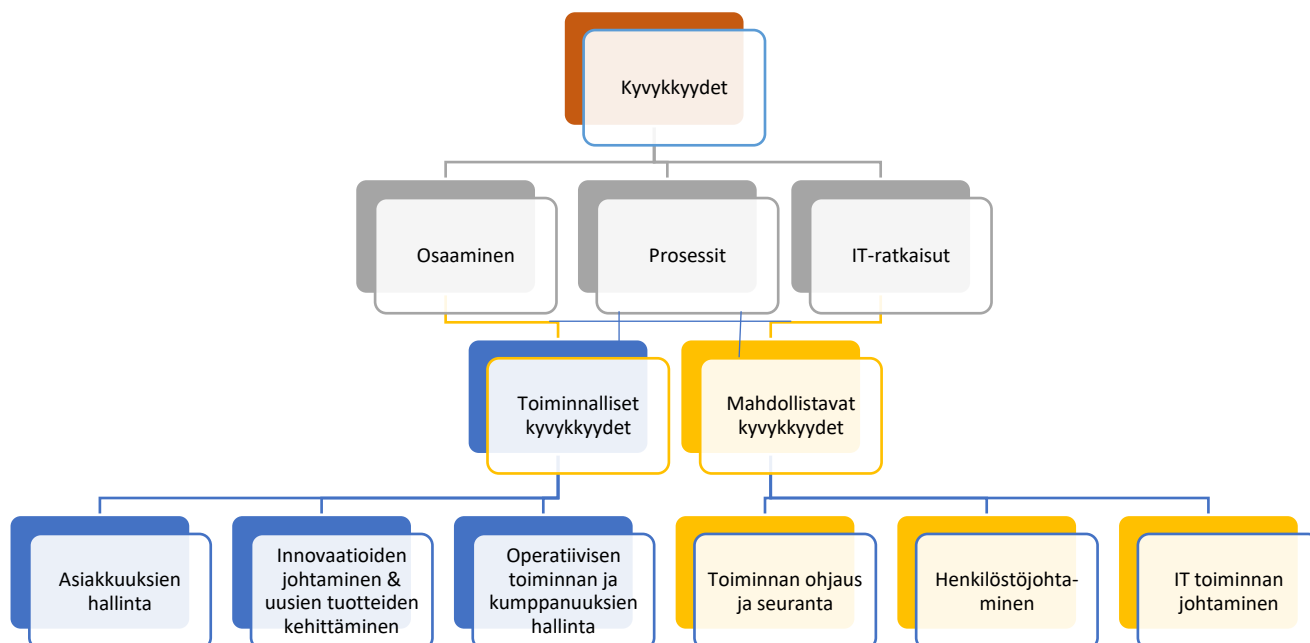 Kyvykkyydet
Osaaminen
Prosessit
IT-ratkaisut
Toiminnalliset
kyvykkyydet
Mahdollistavat
kyvykkyydet
Asiakkuuksien
hallinta
Innovaatioiden
johtaminen &
uusien tuotteiden
kehittäminen
Operatiivisen
toiminnan ja
kumppanuuksien
hallinta
Toiminnan ohjaus
ja seuranta
Henkilöstöjohta-
minen
IT toiminnan
johtaminen